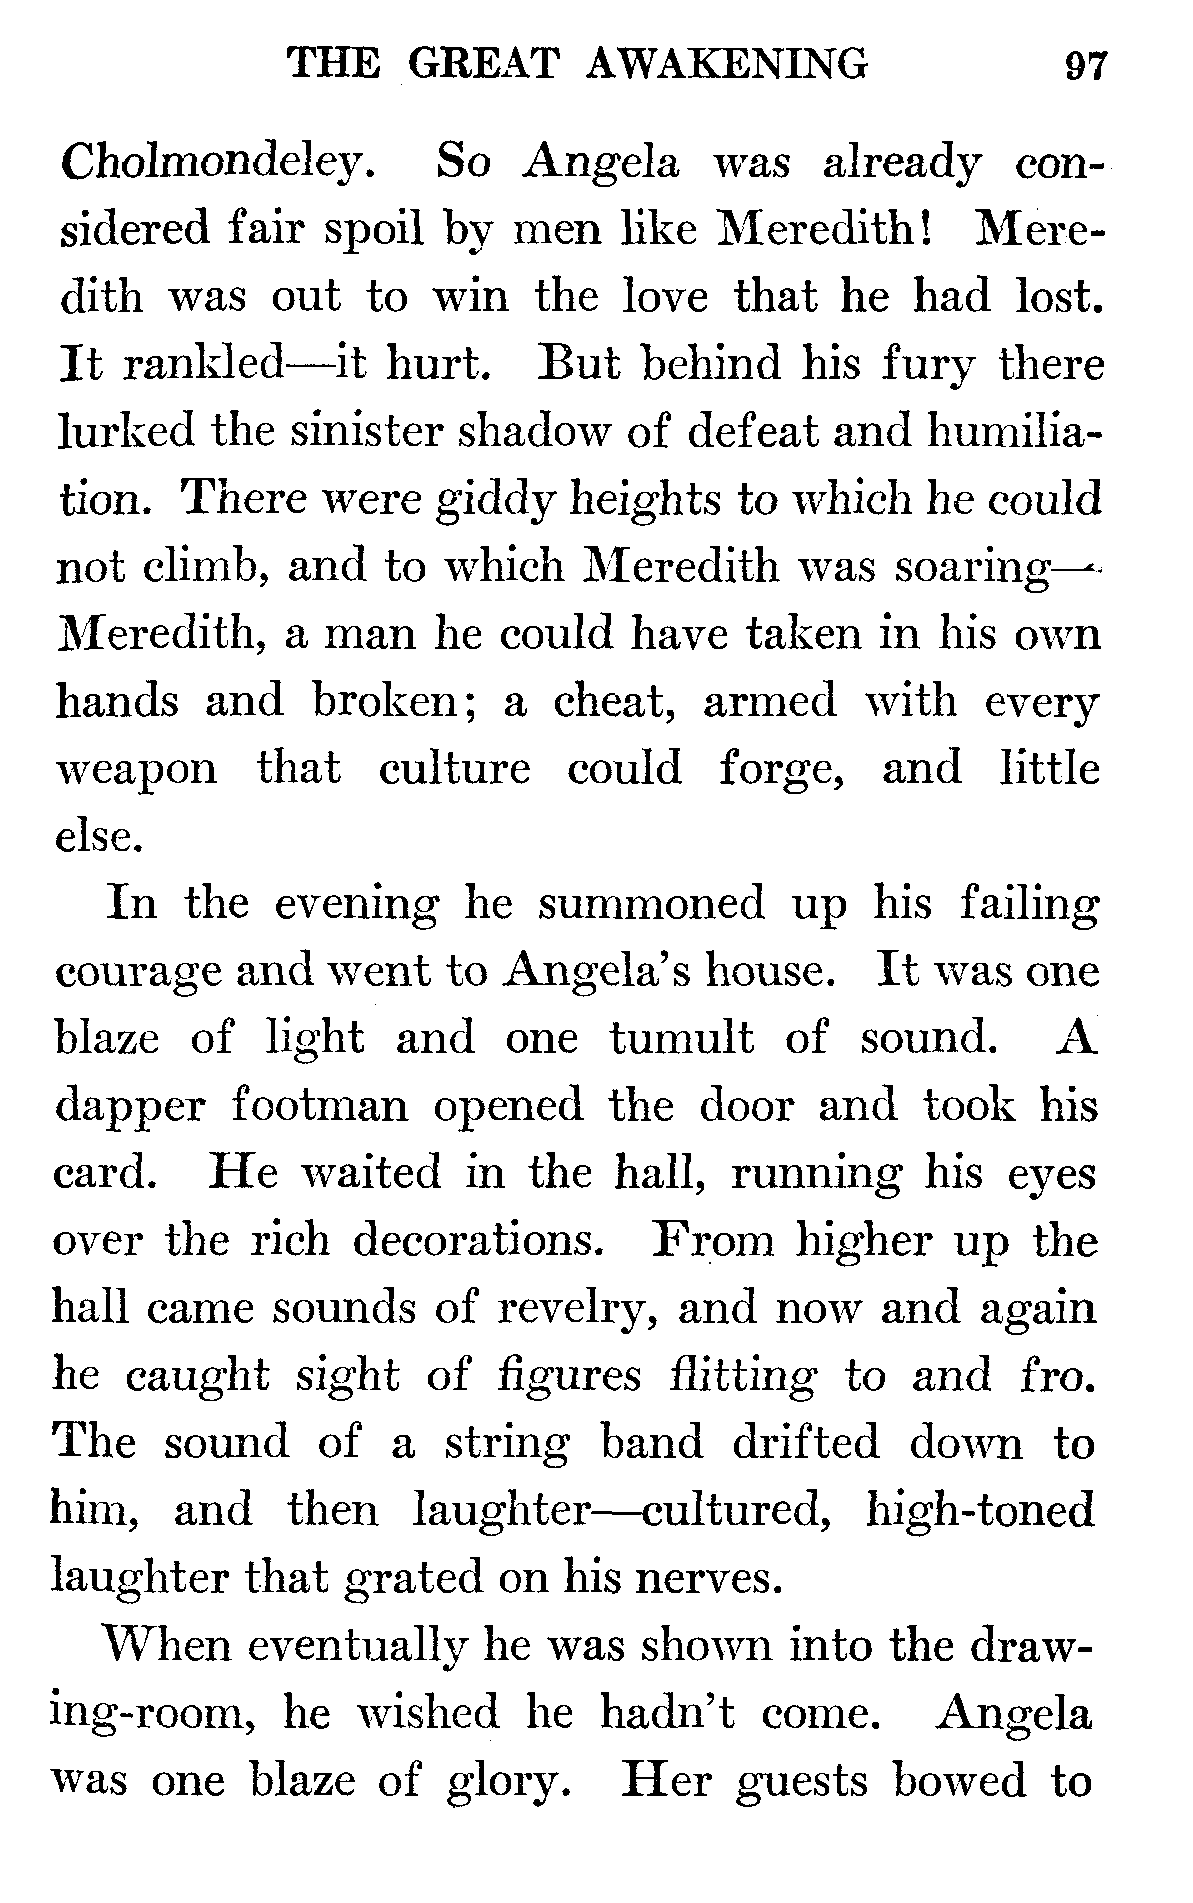 THE GREAT AWAKENING 97
Cholmondeley. So Angela was already con-
sidered fair spoil by men like Meredith! Mere-
dith was out to win the love that he had lost.
It rankled—it hurt. But behind his fury there
lurked the sinister shadow of defeat and humilia-
tion. There were giddy heights to which he could
not climb, and to which Meredith was soaring—
Meredith, a man he could have taken in his own
hands and broken; a cheat, armed with every
weapon that culture could forge, and little
else.
In the evening he summoned up his failing
courage and went to Angela's house. It was one
blaze of light and one tumult of sound. A
dapper footman opened the door and took his
card. He waited in the hall, running his eyes
over the rich decorations. From higher up the
hall came sounds of revelry, and now and again
he caught sight of figures flitting to and fro.
The sound of a string band drifted down to
him, and then laughter—cultured, high-toned
laughter that grated on his nerves.
When eventually he was shown into the draw-
ing-room, he wished he hadn't come. Angela
was one blaze of glory. Her guests bowed to